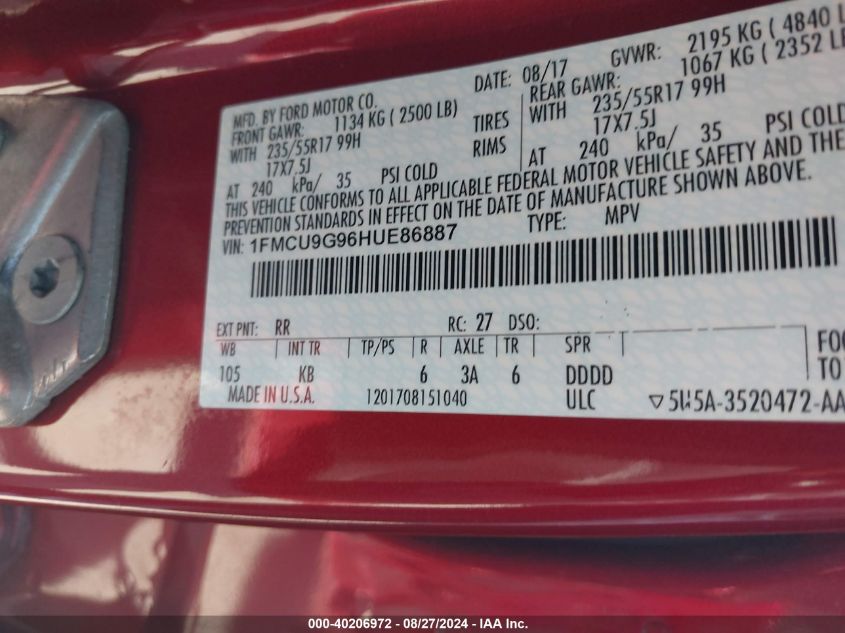 MFD. BY FORD MOTOR CO.
DATE: 08/17
GVWR: 2195 KG ( 4840
FRONT GAWR: 1134 KG ( 2500 LB)
REAR GAWR: 1067 KG ( 2352
WITH 235/55R17 99H TIRES
WITH 235/55R17 99H
17X7.5J RIMS
17X7.5J
AT 240 kPa/ 35 PSI COLD
AT 240 kPa/ 35 PSI COLD
THIS VEHICLE CONFORMS TO ALL APPLICABLE FEDERAL MOTOR VEHICLE SAFETY AND THE
PREVENTION STANDARDS IN EFFECT ON THE DATE OF MANUFACTURE SHOWN ABOVE.
VIN: 1FMCU9G96HUE86887 TYPE: MPV
EXT PNT: RR RC: 27 DSO:
WB INT TR TP/PS R AXLE TR SPR
105 KB 6 3A 6 DDDD
TO
MADE IN U.S.A. 1201708151040 ULC ▽5U5A-3520472-AA
000-40206972 - 08/27/2024 - IAA Inc.